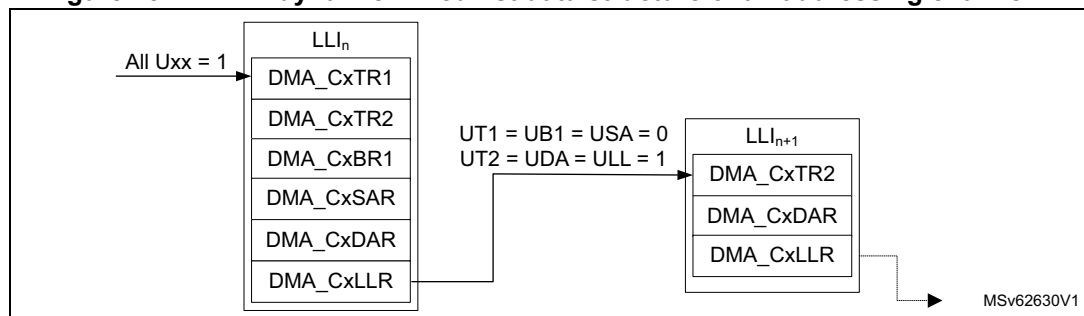 LLIn
All Uxx = 1
DMA_CxTR1
DMA_CxTR2
DMA_CxBR1
DMA_CxSAR
DMA_CxDAR
DMA_CxLLR
UT1 = UB1 = USA = 0
UT2 = UDA = ULL = 1
LLIn+1
DMA_CxTR2
DMA_CxDAR
DMA_CxLLR
MSv62630V1